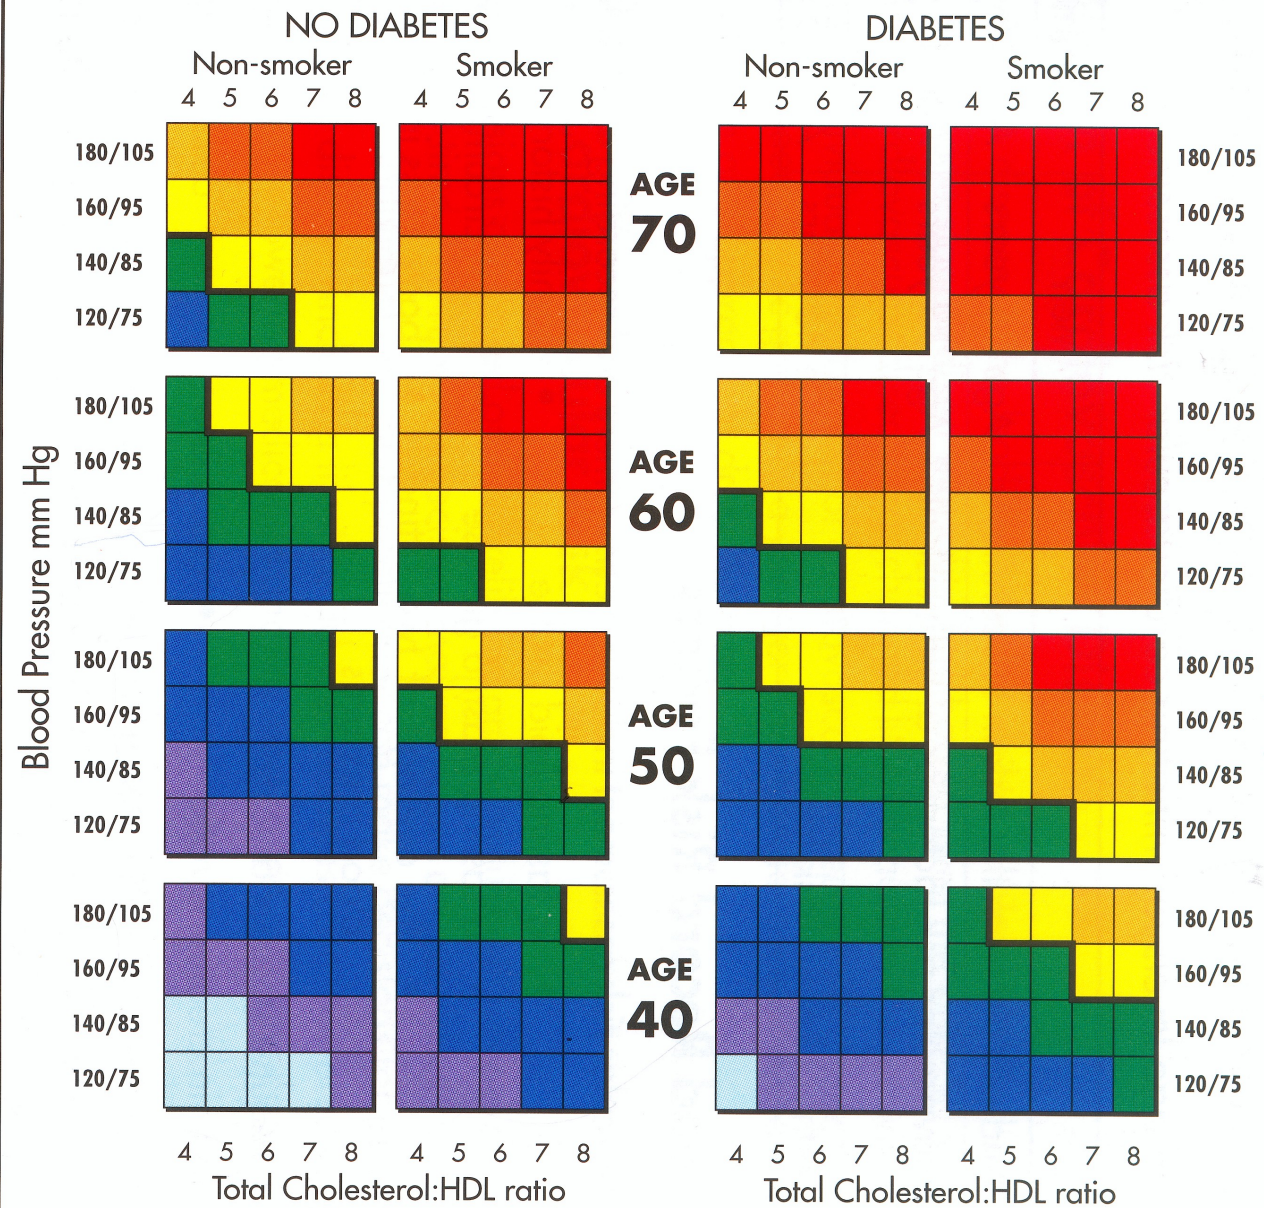 NO DIABETES
DIABETES
Non-smoker Smoker
Non-smoker Smoker
4 5 6 7 8 4 5 6 7 8
4 5 6 7 8 4 5 6 7 8
Blood Pressure mm Hg
180/105 180/105
160/95 160/95
140/85 140/85
120/75 120/75
AGE
70
180/105 180/105
160/95 160/95
140/85 140/85
120/75 120/75
AGE
60
180/105 180/105
160/95 160/95
140/85 140/85
120/75 120/75
AGE
50
180/105 180/105
160/95 160/95
140/85 140/85
120/75 120/75
AGE
40
4 5 6 7 8 4 5 6 7 8
4 5 6 7 8 4 5 6 7 8
Total Cholesterol:HDL ratio
Total Cholesterol:HDL ratio